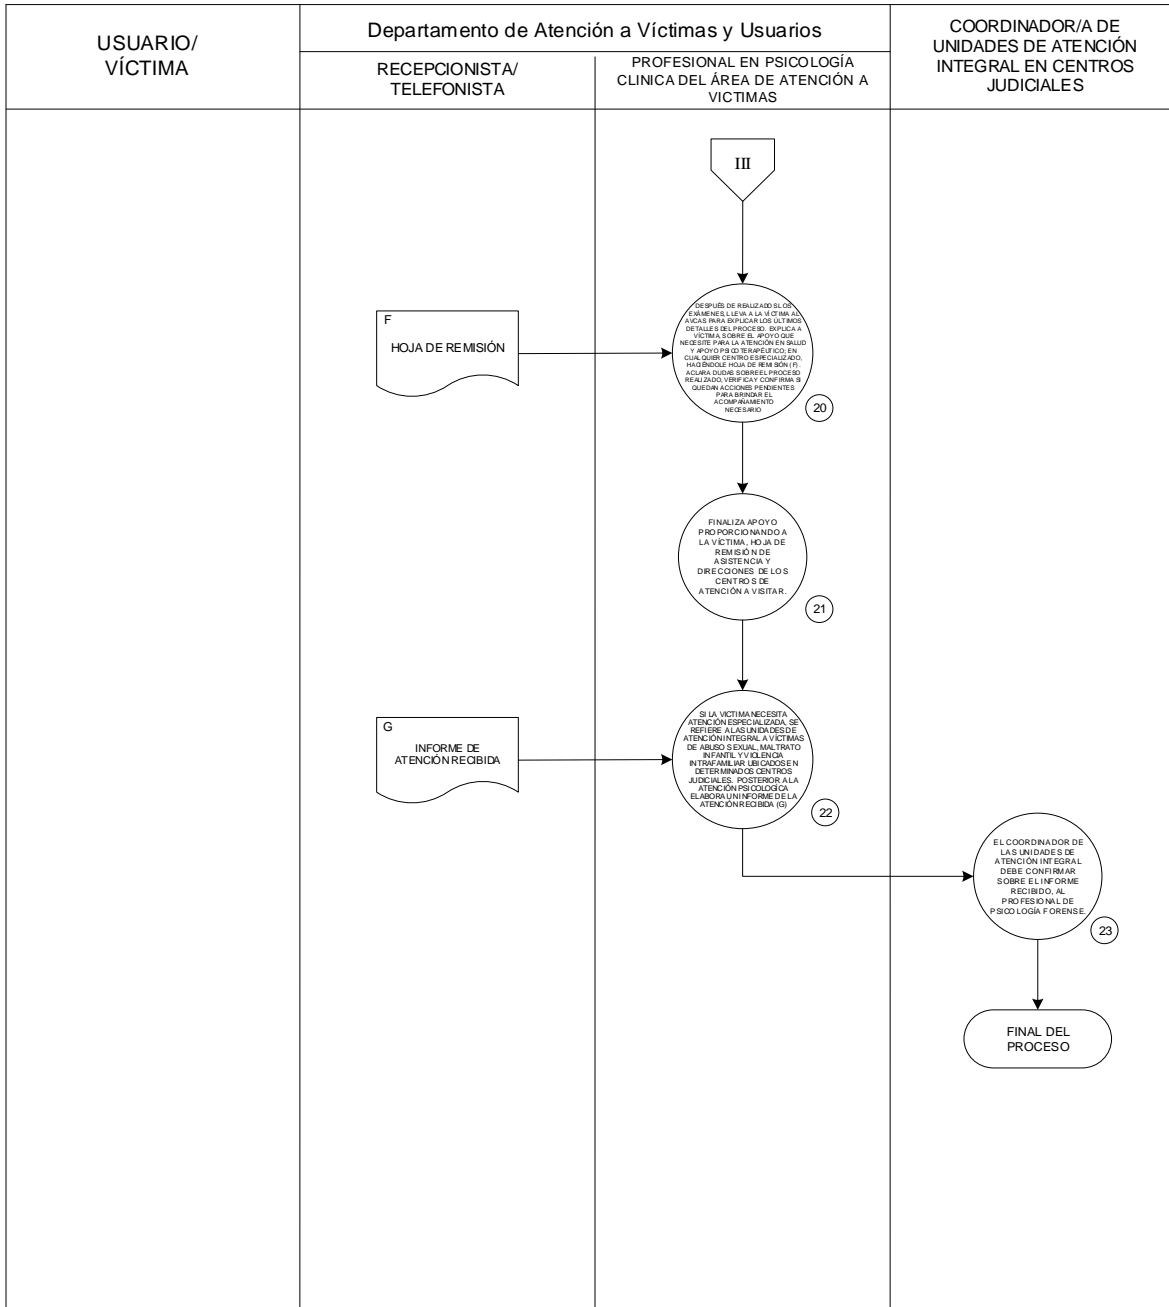 USUARIO/
VÍCTIMA
Departamento de Atención a Víctimas y Usuarios
RECEPCIONISTA/
TELEFONISTA
PROFESIONAL EN PSICOLOGÍA
CLINICA DEL ÁREA DE ATENCIÓN A
VICTIMAS
COORDINADOR/A DE
UNIDADES DE ATENCIÓN
INTEGRAL EN CENTROS
JUDICIALES
III
F
HOJA DE REMISIÓN
DESPUÉS DE REALIZADOSLOS
EXÁMENES, LLEVA A LA VÍCTIMA AL
AVCAS PARA EXPLICAR LOS ÚLTIMOS
DETALLES DEL PROCESO. EXPLICA A
VÍCTIMA, SOBRE EL APOYO QUE
NECESITE PARA LA ATENCIÓN EN SALUD
Y APOYO PSICOTERAPÉUTICO; EN
CUALQUIER CENTRO ESPECIALIZADO,
HACIÉNDOLE HOJA DE REMISIÓN (F).
ACLARA DUDAS SOBRE EL PROCESO
REALIZADO, VERIFICA Y CONFIRMA SI
QUEDAN ACCIONES PENDIENTES
PARA BRINDAR EL
ACOMPAÑAMIENTO
NECESARIO
20
FINALIZA APOYO
PROPORCIONANDO A
LA VÍCTIMA, HOJA DE
REMISIÓN DE
ASISTENCIA Y
DIRECCIONES DE LOS
CENTROS DE
ATENCIÓN A VISITAR.
21
G
INFORME DE
ATENCIÓN RECIBIDA
SI LA VICTIMA NECESITA
ATENCIÓN ESPECIALIZADA, SE
REFIERE A LAS UNIDADES DE
ATENCIÓN INTEGRAL A VÍCTIMAS
DE ABUSO SEXUAL, MALTRATO
INFANTIL Y VIOLENCIA
INTRAFAMILIAR UBICADOS EN
DETERMINADOS CENTROS
JUDICIALES. POSTERIOR A LA
ATENCIÓN PSICOLOGÍCA
ELABORA UN INFORME DE LA
ATENCIÓN RECIBIDA (G)
22
EL COORDINADOR DE
LAS UNIDADES DE
ATENCIÓN INTEGRAL
DEBE CONFIRMAR
SOBRE EL INFORME
RECIBIDO, AL
PROFESIONAL DE
PSICOLOGÍA FORENSE.
23
FINAL DEL
PROCESO